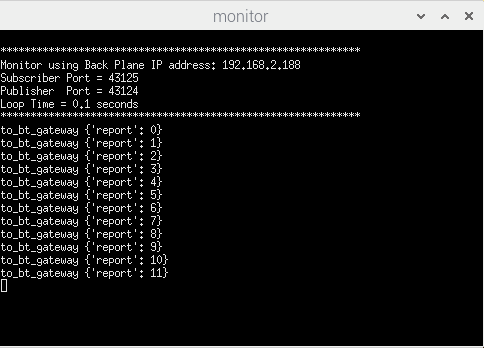 monitor
************************************************************
Monitor using Back Plane IP address: 192.168.2.188
Subscriber Port = 43125
Publisher  Port = 43124
Loop Time = 0.1 seconds
************************************************************
to_bt_gateway {'report': 0}
to_bt_gateway {'report': 1}
to_bt_gateway {'report': 2}
to_bt_gateway {'report': 3}
to_bt_gateway {'report': 4}
to_bt_gateway {'report': 5}
to_bt_gateway {'report': 6}
to_bt_gateway {'report': 7}
to_bt_gateway {'report': 8}
to_bt_gateway {'report': 9}
to_bt_gateway {'report': 10}
to_bt_gateway {'report': 11}